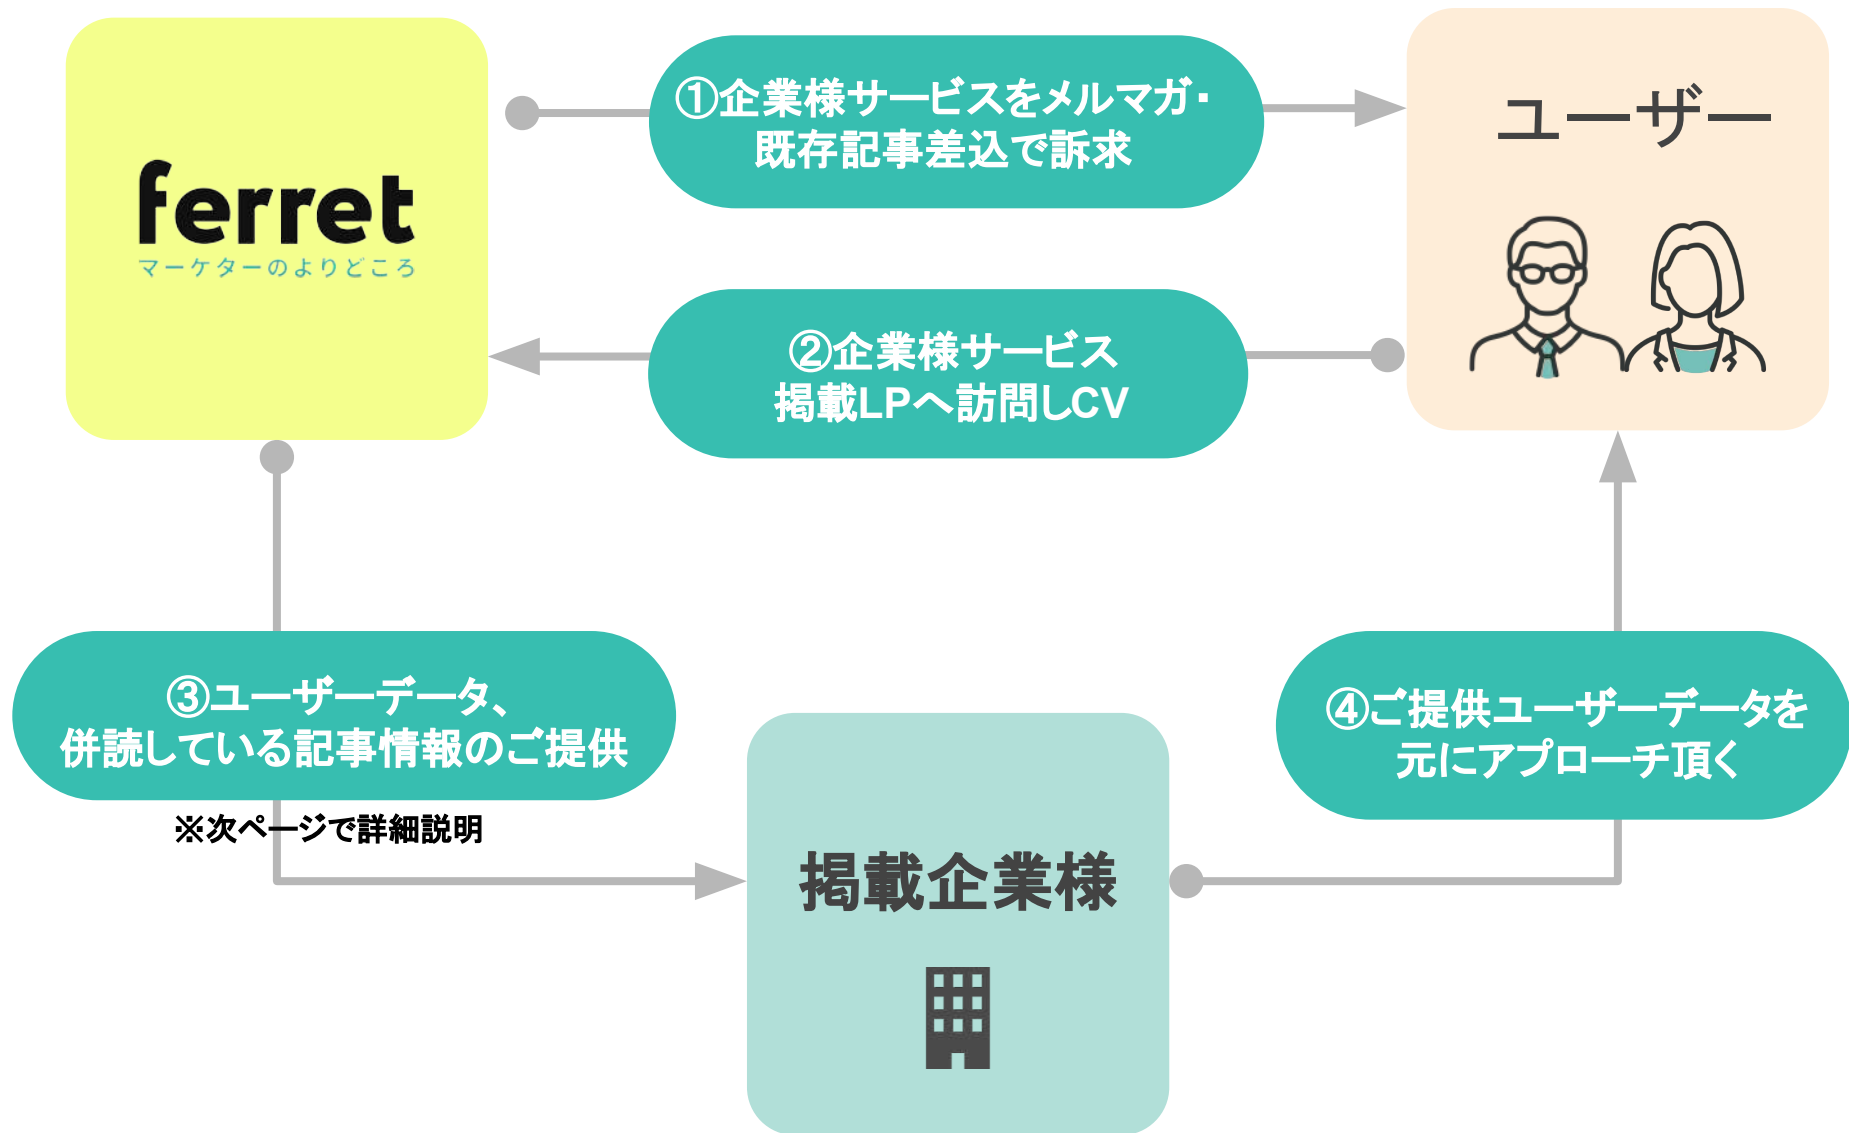 ferret
マーケターのよりどころ
①企業様サービスをメルマガ・
既存記事差込で訴求
ユーザー
②企業様サービス
掲載LPへ訪問しCV
③ユーザーデータ、
併読している記事情報のご提供
※次ページで詳細説明
④ご提供ユーザーデータを
元にアプローチ頂く
掲載企業様